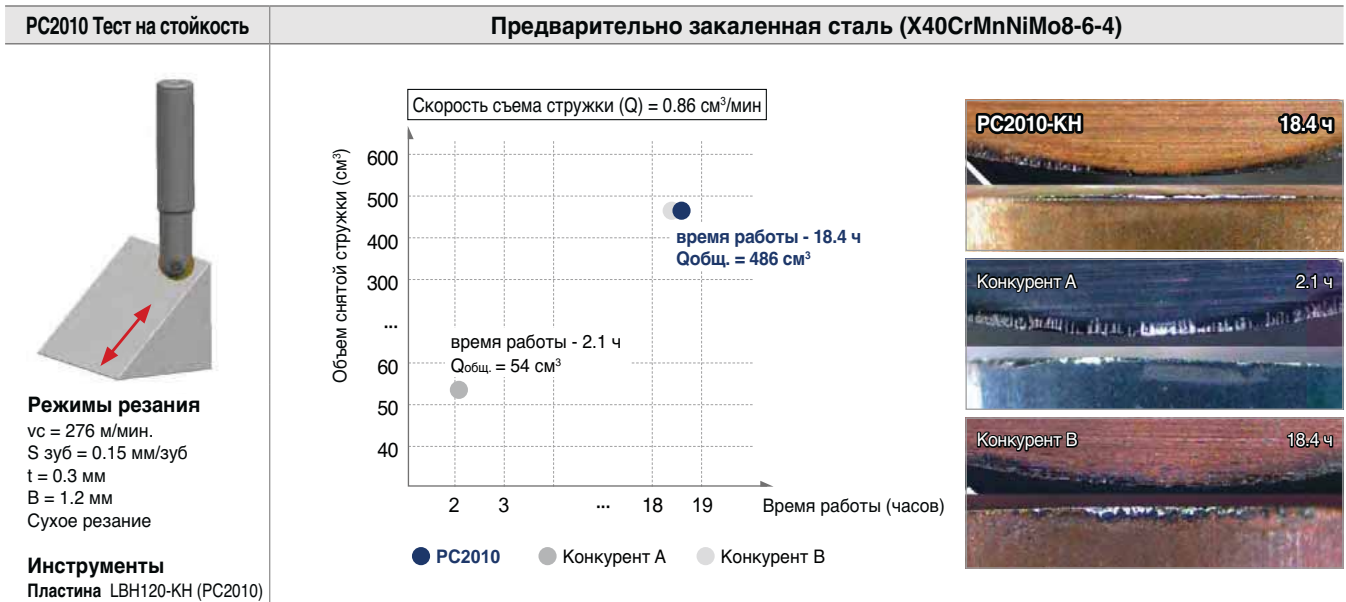 PC2010 Тест на стойкость
Предварительно закаленная сталь (X40CrMnNiMo8-6-4)
Режимы резания
vc = 276 м/мин.
S зуб = 0.15 мм/зуб
t = 0.3 мм
B = 1.2 мм
Сухое резание
Инструменты
Пластина LBH120-KH (PC2010)
Скорость съема стружки (Q) = 0.86 см³/мин
Объем снятой стружки (см³)
600
500
400
300
...
60
50
40
время работы - 18.4 ч
Qобщ. = 486 см³
время работы - 2.1 ч
Qобщ. = 54 см³
2 3 ... 18 19 Время работы (часов)
PC2010 Конкурент A Конкурент B
PC2010-KH 18.4 ч
Конкурент A 2.1 ч
Конкурент B 18.4 ч